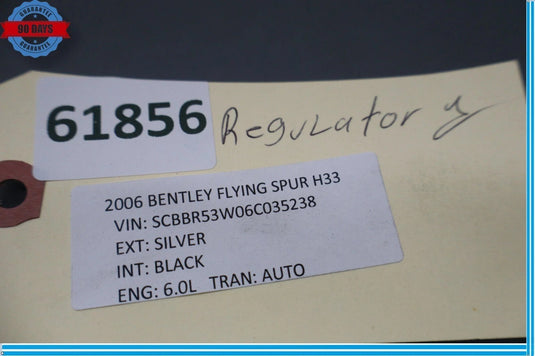 GUARANTEE
90 DAYS
GUARANTEE
61856
Regulator
2006 BENTLEY FLYING SPUR H33
VIN: SCBBR53W06C035238
EXT: SILVER
INT: BLACK
ENG: 6.0L TRAN: AUTO